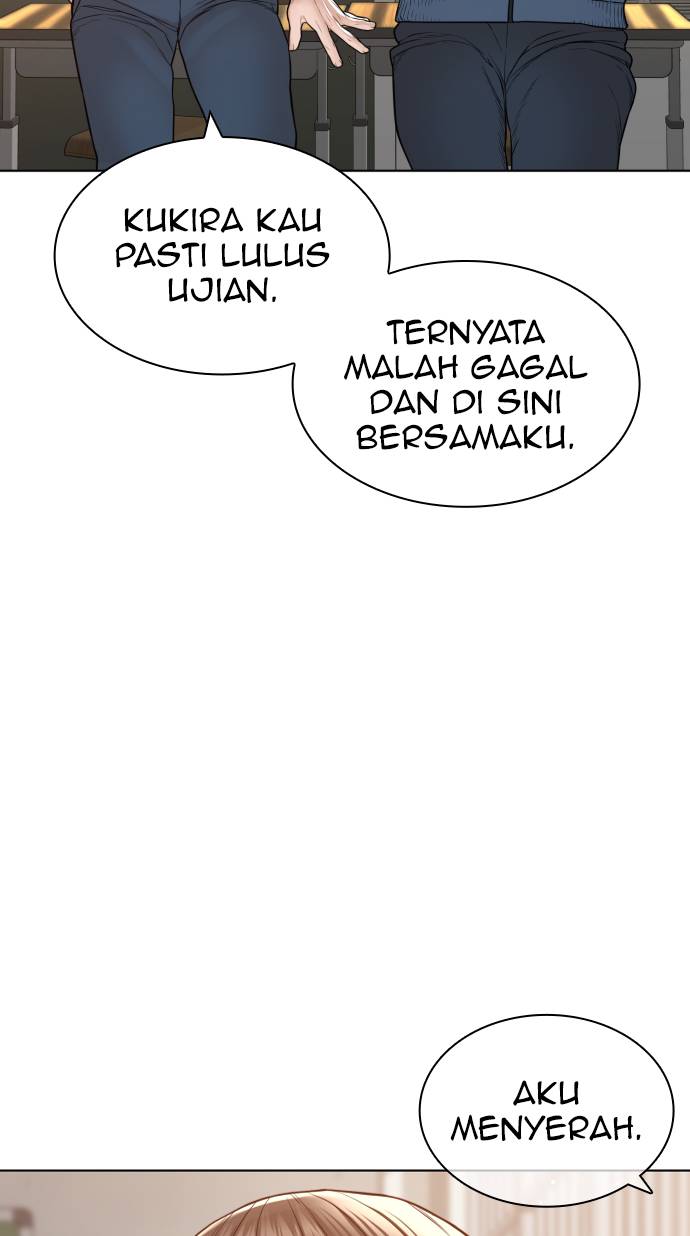 KUKIRA KAU
PASTI LULUS
UJIAN.
TERNYATA
MALAH GAGAL
DAN DI SINI
BERSAMAKU.
AKU
MENYERAH.